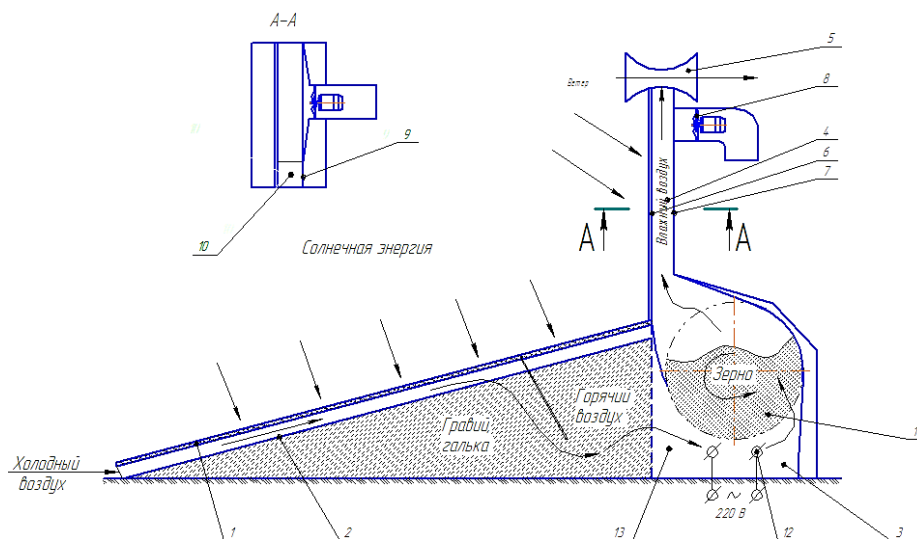 А-А
5
Ветер
8
9
4
6
7
Влажный воздух
А
А
10
Солнечная энергия
Зерно
Горячий
воздух
Гравий,
галька
1
Холодный
воздух
220 В
1
2
13
12
3